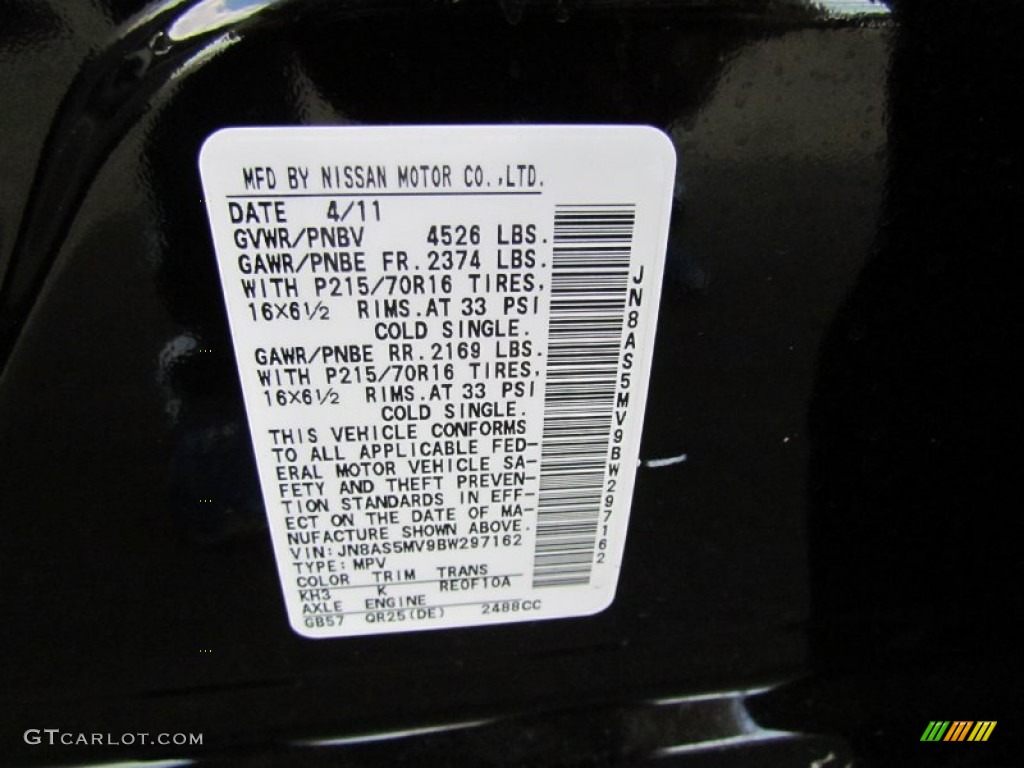 MFD BY NISSAN MOTOR CO.,LTD.
DATE 4/11
GVWR/PNBV 4526 LBS.
GAWR/PNBE FR. 2374 LBS.
WITH P215/70R16 TIRES,
16X6½ RIMS. AT 33 PSI
COLD SINGLE.
GAWR/PNBE RR. 2169 LBS.
WITH P215/70R16 TIRES,
16X6½ RIMS. AT 33 PSI
COLD SINGLE.
THIS VEHICLE CONFORMS
TO ALL APPLICABLE FED-
ERAL MOTOR VEHICLE SA-
FETY AND THEFT PREVEN-
TION STANDARDS IN EFF-
ECT ON THE DATE OF MA-
NUFACTURE SHOWN ABOVE.
VIN: JN8AS5MV9BW297162
TYPE: MPV
COLOR TRIM TRANS
KH3 K RE0F10A
AXLE ENGINE
GB57 QR25(DE) 2488CC
JN8AS5MV9BW297162
GTCARLOT.COM